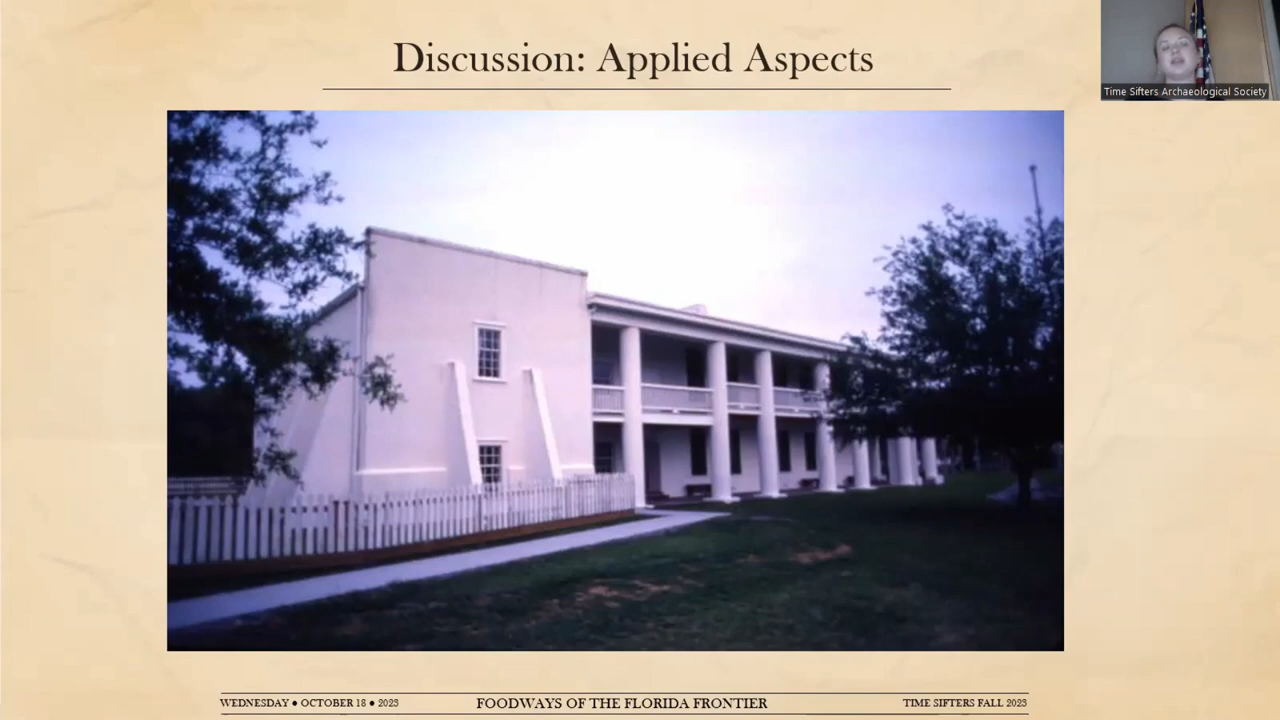 Discussion: Applied Aspects
Time Sifters Archaeological Society
WEDNESDAY ● OCTOBER 18 ● 2023
FOODWAYS OF THE FLORIDA FRONTIER
TIME SIFTERS FALL 2023